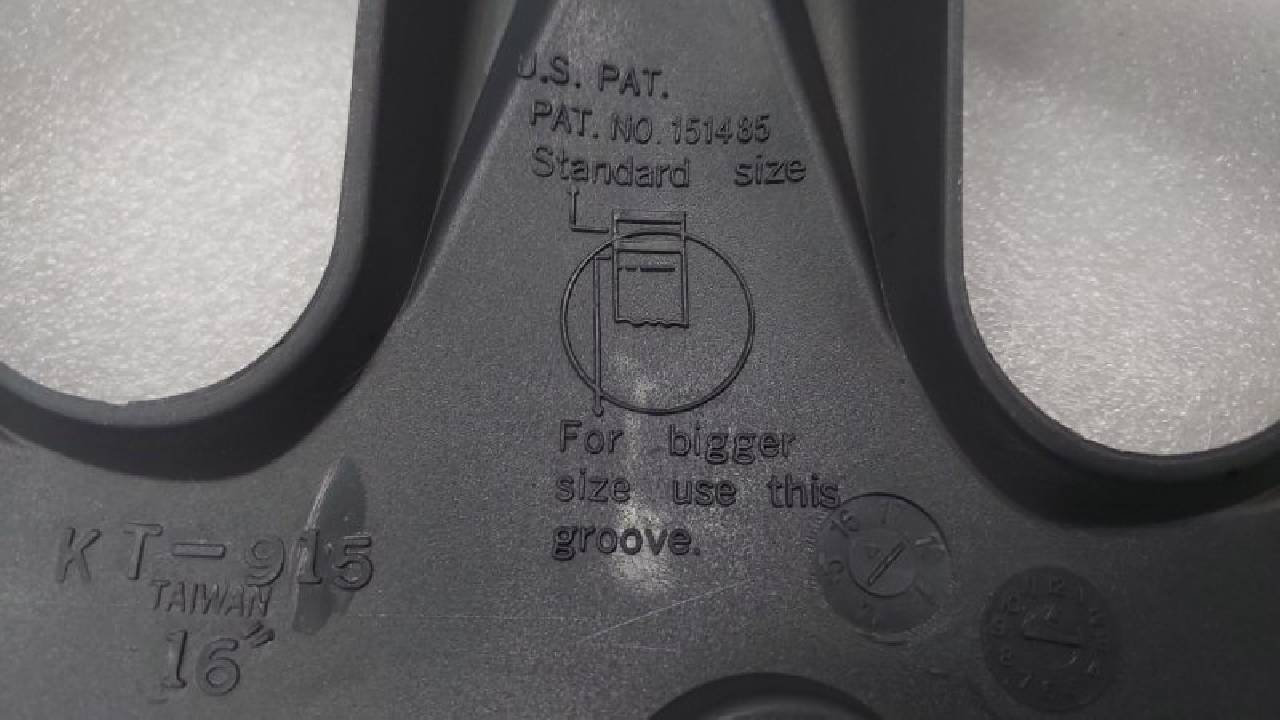 U.S. PAT.
PAT. NO. 151485
Standard size
For bigger
size use this
groove.
KT-915
TAIWAN
16"